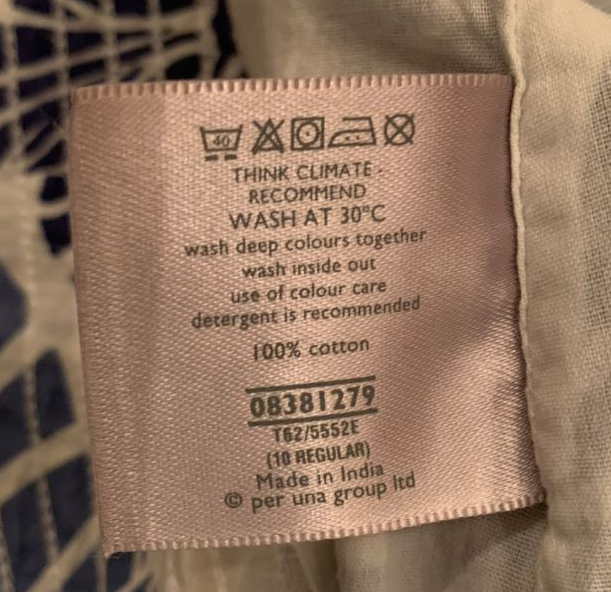 40
THINK CLIMATE -
RECOMMEND
WASH AT 30°C
wash deep colours together
wash inside out
use of colour care
detergent is recommended
100% cotton
08381279
T62/5552E
(10 REGULAR)
Made in India
© per una group ltd